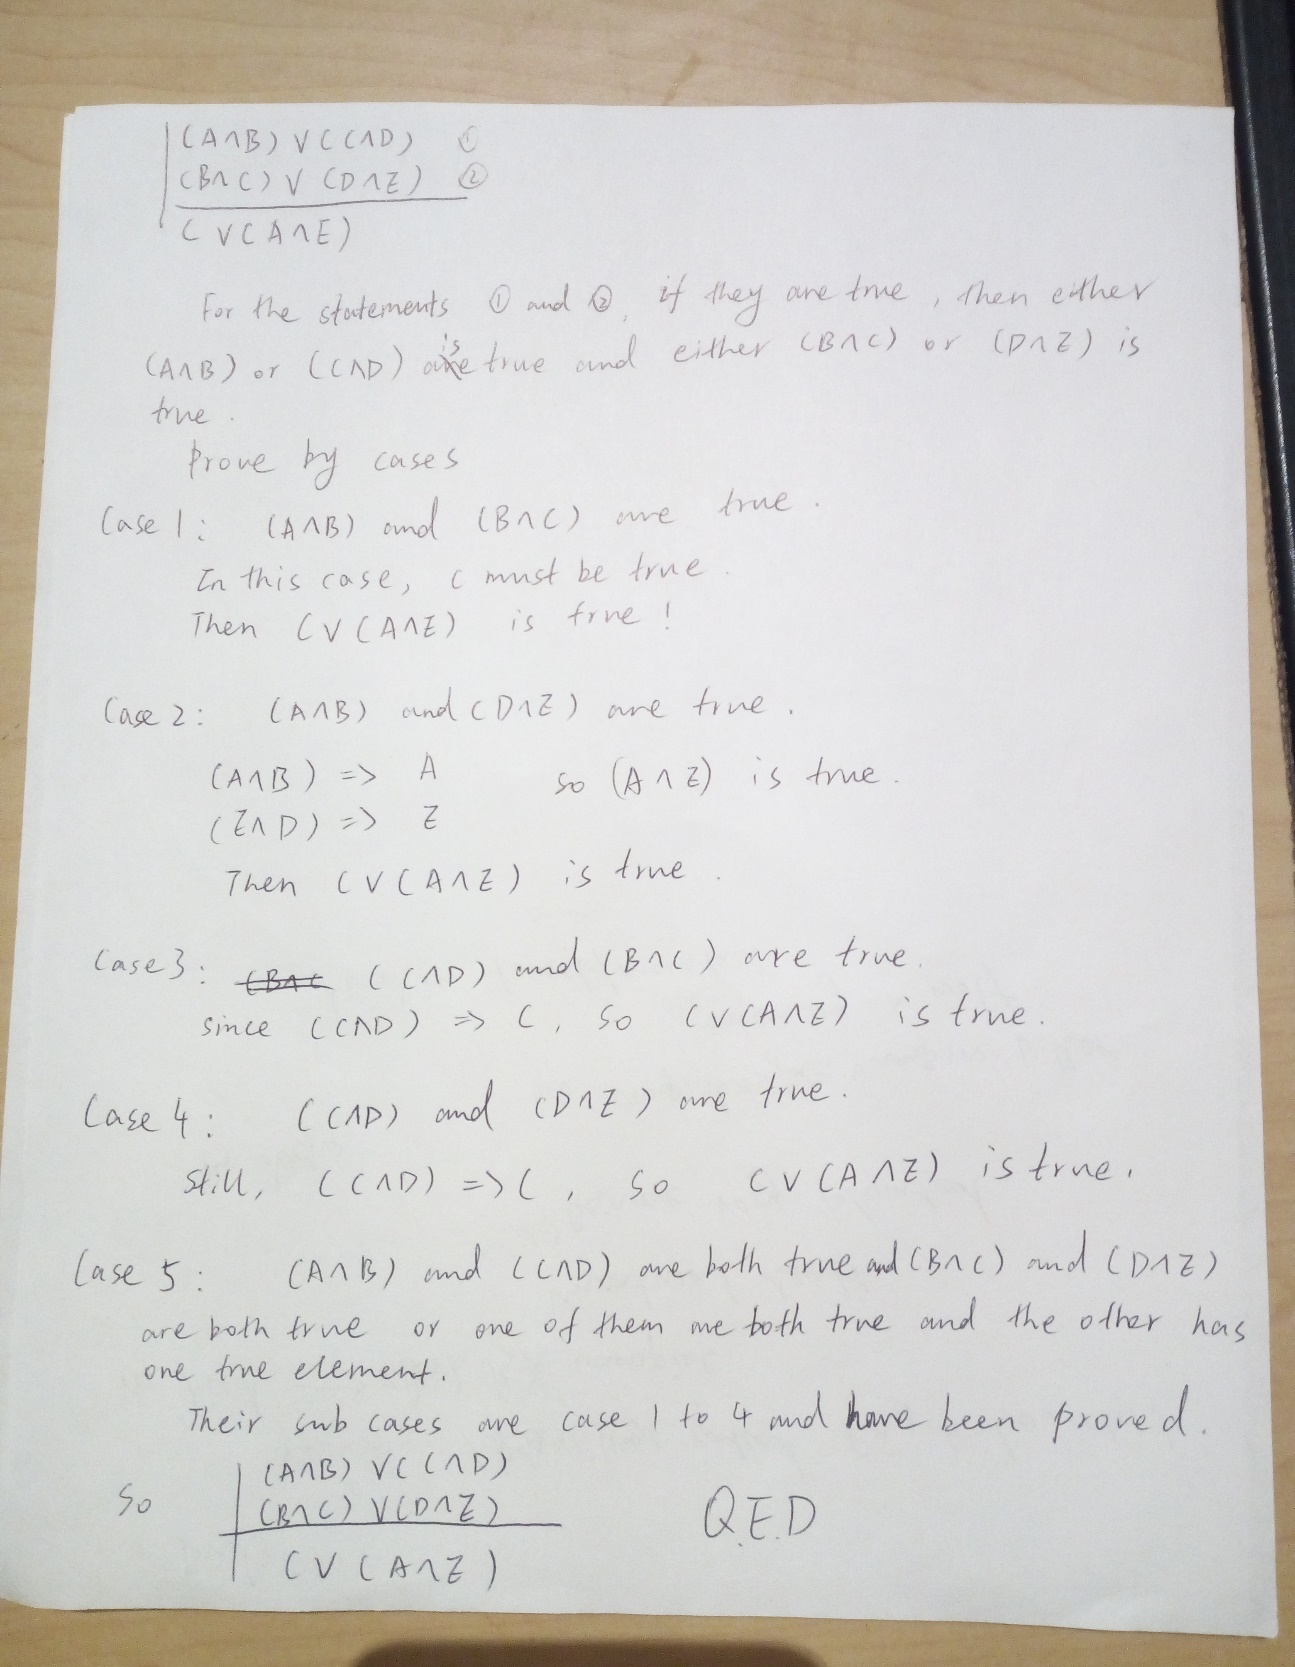 (A∧B) ∨ (C∧D) ①
(B∧C) ∨ (D∧E) ②
C ∨ (A∧E)
For the statements ① and ②, if they are true, then either
(A∧B) or (C∧D) is true and either (B∧C) or (D∧E) is
true.
Prove by cases
Case 1: (A∧B) and (B∧C) are true.
In this case, C must be true.
Then C∨(A∧E) is true!
Case 2: (A∧B) and (D∧E) are true.
(A∧B) => A so (A∧E) is true.
(E∧D) => E
Then C∨(A∧E) is true.
Case 3: (B∧C (C∧D) and (B∧C) are true.
since (C∧D) => C, so C∨(A∧E) is true.
Case 4: (C∧D) and (D∧E) are true.
Still, (C∧D) => C, so C∨(A∧E) is true.
Case 5: (A∧B) and (C∧D) are both true and (B∧C) and (D∧E)
are both true or one of them are both true and the other has
one true element.
Their sub cases are case 1 to 4 and have been proved.
So (A∧B) ∨ (C∧D)
(B∧C) ∨ (D∧E) Q.E.D
C ∨ (A∧E)